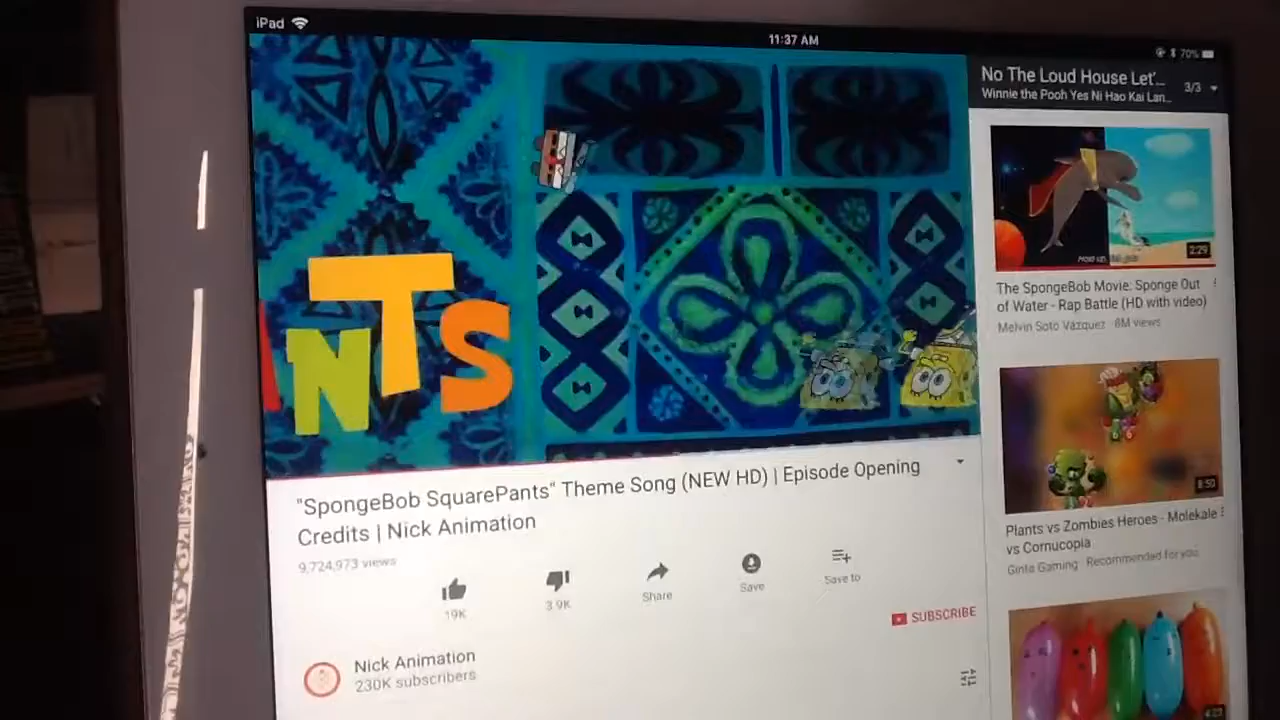 iPad
11:37 AM
70%
NTS
"SpongeBob SquarePants" Theme Song (NEW HD) | Episode Opening
Credits | Nick Animation
9,724,973 views
19K
3.9K
Share
Save
Save to
SUBSCRIBE
Nick Animation
230K subscribers
No The Loud House Let'...
Winnie the Pooh Yes Ni Hao Kai Lan...
3/3
2:29
The SpongeBob Movie: Sponge Out
of Water - Rap Battle (HD with video)
Melvin Soto Vázquez · 8M views
8:50
Plants vs Zombies Heroes - Molekale
vs Cornucopia
Ginta Gaming · Recommended for you